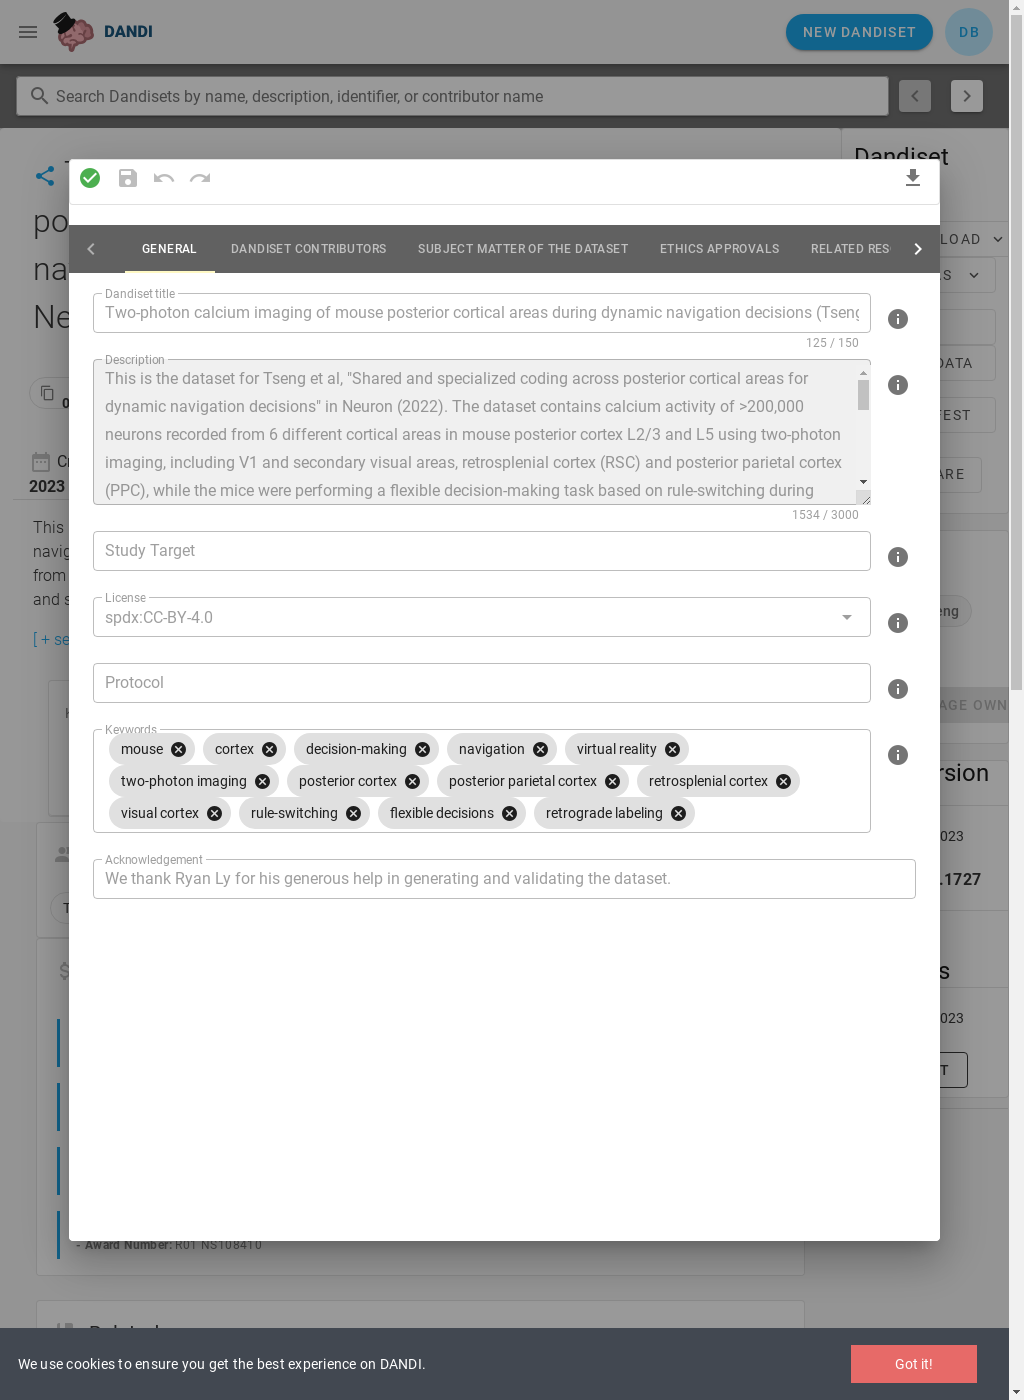 DANDI
NEW DANDISET
DB
Search Dandisets by name, description, identifier, or contributor name
Dandiset
po
na
Ne
LOAD
S
DATA
GENERAL
DANDISET CONTRIBUTORS
SUBJECT MATTER OF THE DATASET
ETHICS APPROVALS
RELATED RES
Dandiset title
Two-photon calcium imaging of mouse posterior cortical areas during dynamic navigation decisions (Tseng
125 / 150
Description
This is the dataset for Tseng et al, "Shared and specialized coding across posterior cortical areas for
dynamic navigation decisions" in Neuron (2022). The dataset contains calcium activity of >200,000
neurons recorded from 6 different cortical areas in mouse posterior cortex L2/3 and L5 using two-photon
imaging, including V1 and secondary visual areas, retrosplenial cortex (RSC) and posterior parietal cortex
(PPC), while the mice were performing a flexible decision-making task based on rule-switching during
1534 / 3000
2023
This
navig
from
and s
[ + se
Study Target
License
spdx:CC-BY-4.0
Protocol
Keywords
mouse
cortex
decision-making
navigation
virtual reality
two-photon imaging
posterior cortex
posterior parietal cortex
retrosplenial cortex
visual cortex
rule-switching
flexible decisions
retrograde labeling
Acknowledgement
We thank Ryan Ly for his generous help in generating and validating the dataset.
FEST
ARE
eng
AGE OWN
rsion
023
.1727
s
023
T
- Award Number: R01 NS108410
We use cookies to ensure you get the best experience on DANDI.
Got it!